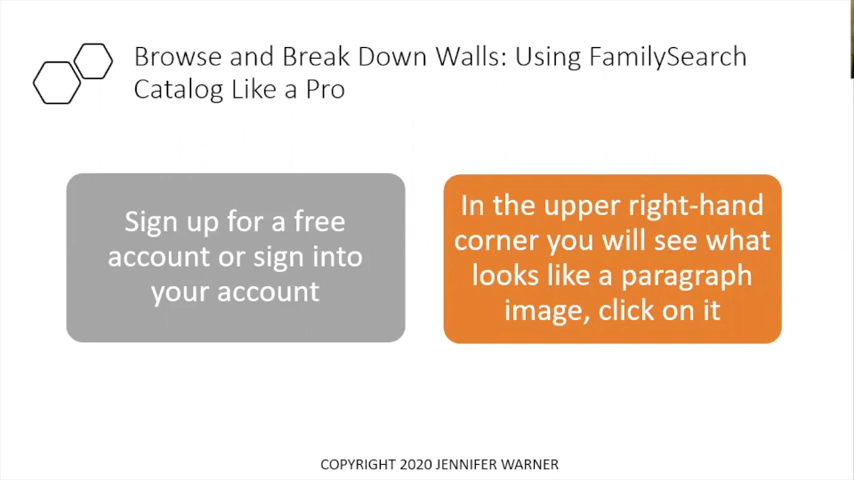 Browse and Break Down Walls: Using FamilySearch
Catalog Like a Pro
Sign up for a free
account or sign into
your account
In the upper right-hand
corner you will see what
looks like a paragraph
image, click on it
COPYRIGHT 2020 JENNIFER WARNER